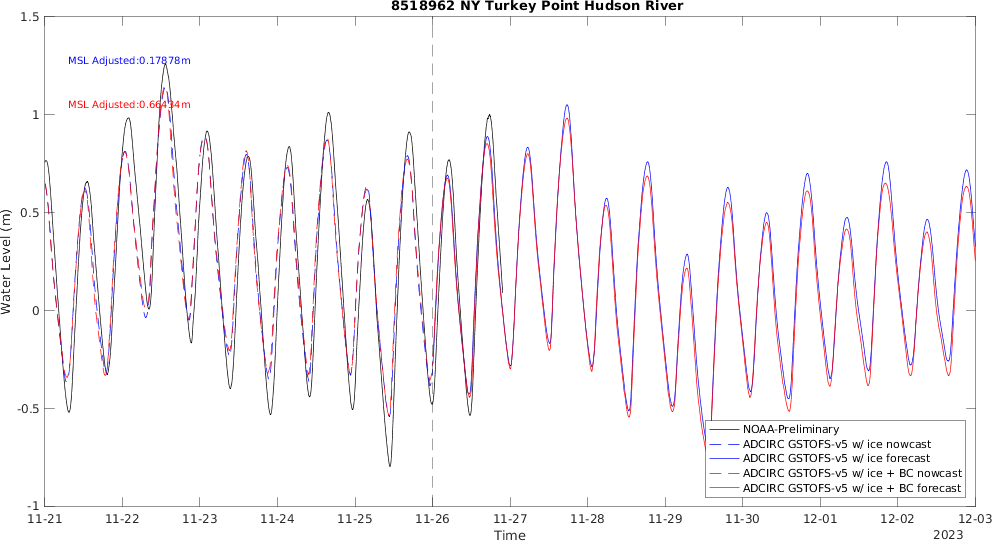 8518962 NY Turkey Point Hudson River
1.5
MSL Adjusted:0.17878m
MSL Adjusted:0.66434m
1
0.5
0
-0.5
-1
Water Level (m)
NOAA-Preliminary
ADCIRC GSTOFS-v5 w/ ice nowcast
ADCIRC GSTOFS-v5 w/ ice forecast
ADCIRC GSTOFS-v5 w/ ice + BC nowcast
ADCIRC GSTOFS-v5 w/ ice + BC forecast
11-21 11-22 11-23 11-24 11-25 11-26 11-27 11-28 11-29 11-30 12-01 12-02 12-03
Time
2023